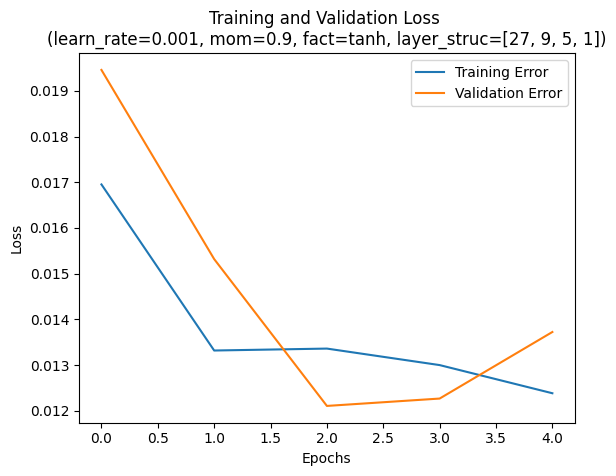 Training and Validation Loss
(learn_rate=0.001, mom=0.9, fact=tanh, layer_struc=[27, 9, 5, 1])
Training Error
Validation Error
0.019
0.018
0.017
0.016
0.015
0.014
0.013
0.012
Loss
0.0 0.5 1.0 1.5 2.0 2.5 3.0 3.5 4.0
Epochs